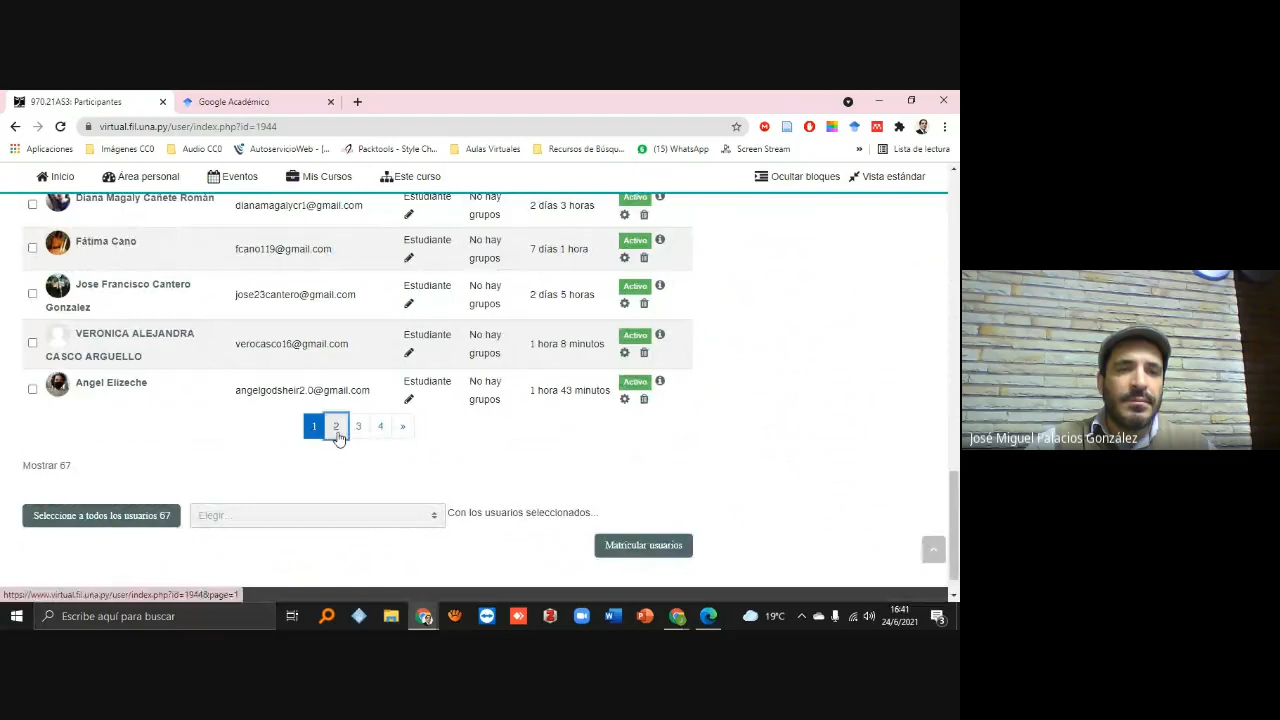 970.21AS3: Participantes
Google Académico
virtual.fil.una.py/user/index.php?id=1944
Aplicaciones Imágenes CC0 Audio CC0 AutoservicioWeb - (... Packtools - Style Ch... Aulas Virtuales Recursos de Búsqu... (15) WhatsApp Screen Stream » Lista de lectura
Inicio Área personal Eventos Mis Cursos Este curso Ocultar bloques Vista estándar
Diana Magaly Cañete Román dianamagalycr1@gmail.com Estudiante No hay grupos 2 días 3 horas Activo
Fátima Cano fcano119@gmail.com Estudiante No hay grupos 7 días 1 hora Activo
Jose Francisco Cantero Gonzalez jose23cantero@gmail.com Estudiante No hay grupos 2 días 5 horas Activo
VERONICA ALEJANDRA CASCO ARGUELLO verocasco16@gmail.com Estudiante No hay grupos 1 hora 8 minutos Activo
Angel Elizeche angelgodsheir2.0@gmail.com Estudiante No hay grupos 1 hora 43 minutos Activo
1 2 3 4 »
Mostrar 67
Seleccione a todos los usuarios 67 Elegir... Con los usuarios seleccionados...
Matricular usuarios
https://www.virtual.fil.una.py/user/index.php?id=1944&page=1
Escribe aquí para buscar 19°C 16:41
24/6/2021 3
José Miguel Palacios González